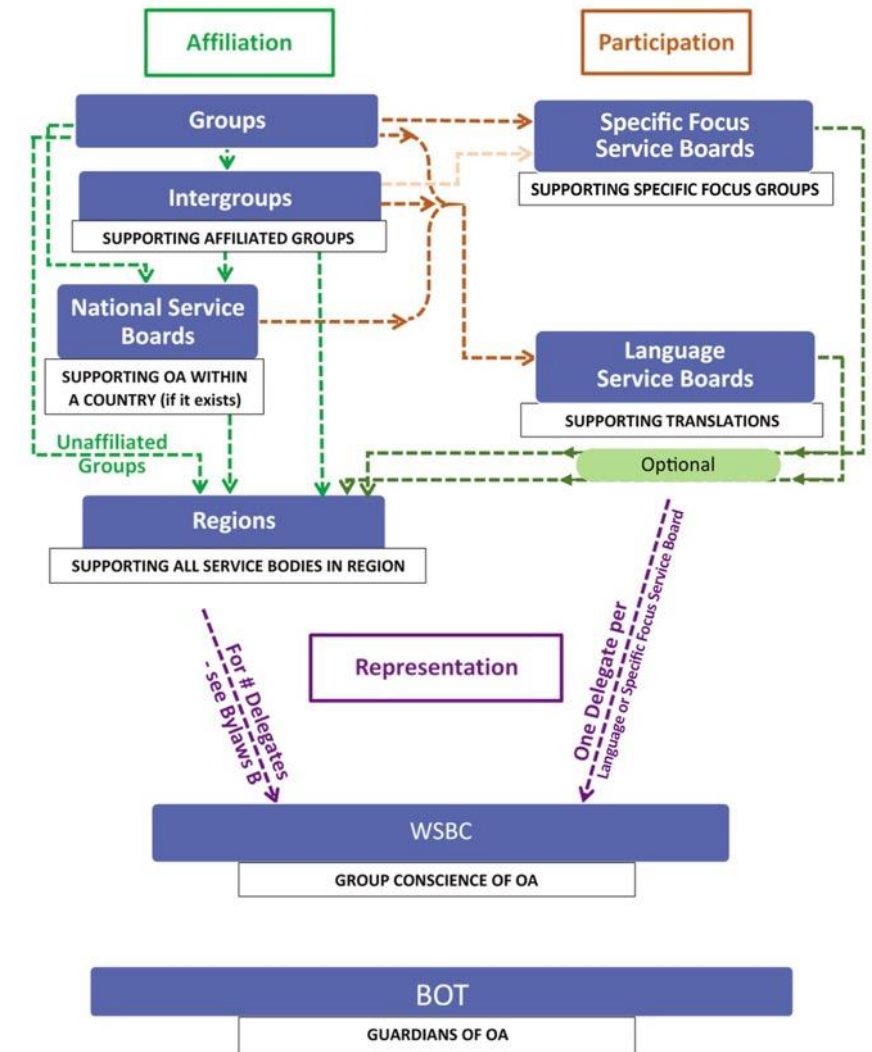 Affiliation
Participation
Groups
Specific Focus
Service Boards
SUPPORTING SPECIFIC FOCUS GROUPS
Intergroups
SUPPORTING AFFILIATED GROUPS
National Service
Boards
SUPPORTING OA WITHIN
A COUNTRY (if it exists)
Language
Service Boards
SUPPORTING TRANSLATIONS
Unaffiliated
Groups
Optional
Regions
SUPPORTING ALL SERVICE BODIES IN REGION
For # Delegates
- see Bylaws B
Representation
One Delegate per
Language or Specific Focus Service Board
WSBC
GROUP CONSCIENCE OF OA
BOT
GUARDIANS OF OA